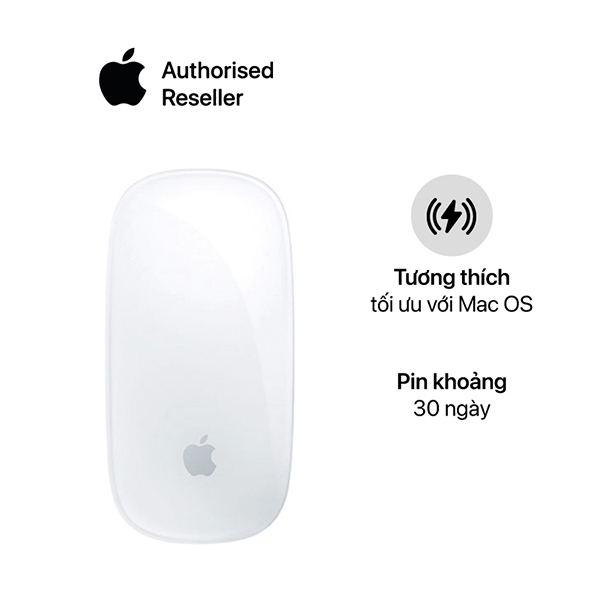 Authorised
Reseller
Tương thích
tối ưu với Mac OS
Pin khoảng
30 ngày